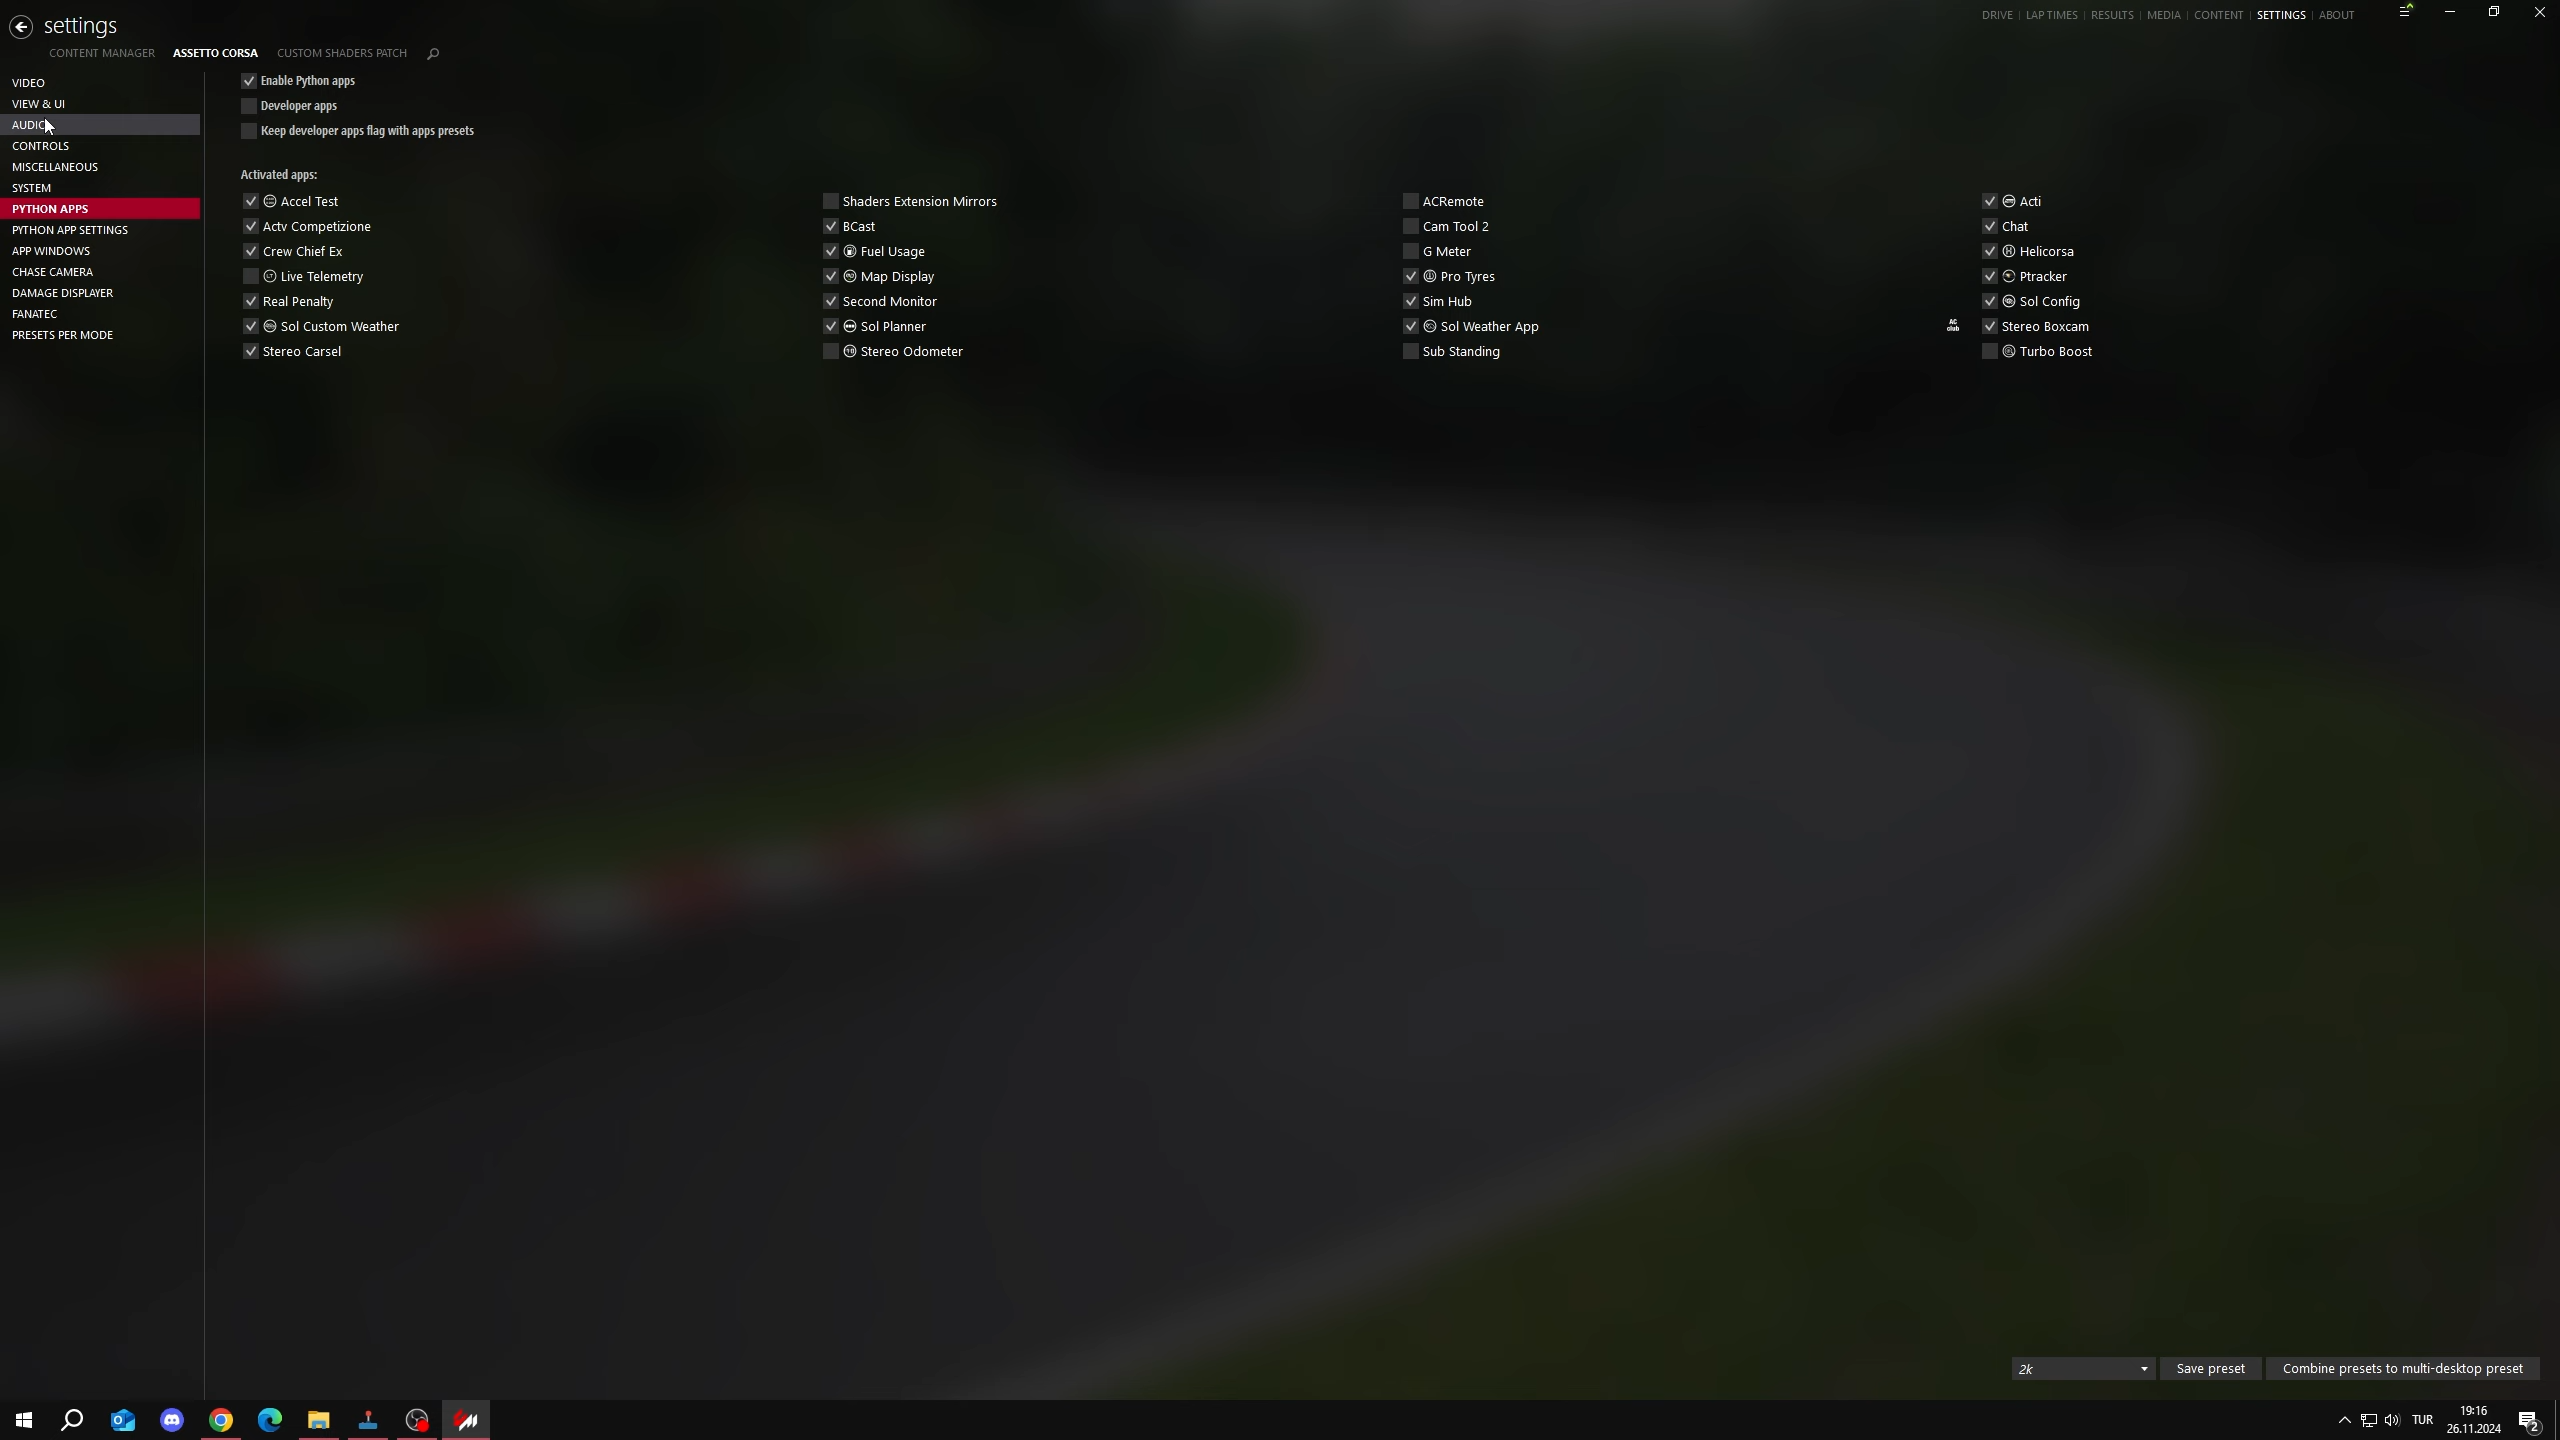 settings
DRIVE | LAP TIMES | RESULTS | MEDIA | CONTENT | SETTINGS | ABOUT
CONTENT MANAGER ASSETTO CORSA CUSTOM SHADERS PATCH
VIDEO
VIEW & UI
AUDIO
CONTROLS
MISCELLANEOUS
SYSTEM
PYTHON APPS
PYTHON APP SETTINGS
APP WINDOWS
CHASE CAMERA
DAMAGE DISPLAYER
FANATEC
PRESETS PER MODE
Enable Python apps
Developer apps
Keep developer apps flag with apps presets
Activated apps:
Accel Test Shaders Extension Mirrors ACRemote Acti
Actv Competizione BCast Cam Tool 2 Chat
Crew Chief Ex Fuel Usage G Meter Helicorsa
Live Telemetry Map Display Pro Tyres Ptracker
Real Penalty Second Monitor Sim Hub Sol Config
Sol Custom Weather Sol Planner Sol Weather App AC club Stereo Boxcam
Stereo Carsel Stereo Odometer Sub Standing Turbo Boost
2k Save preset Combine presets to multi-desktop preset
TUR 19:16
26.11.2024 2